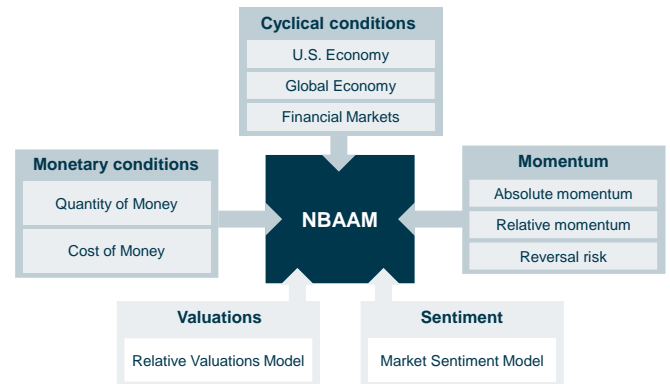 Cyclical conditions
U.S. Economy
Global Economy
Financial Markets
Monetary conditions
Quantity of Money
Cost of Money
NBAAM
Momentum
Absolute momentum
Relative momentum
Reversal risk
Valuations
Relative Valuations Model
Sentiment
Market Sentiment Model